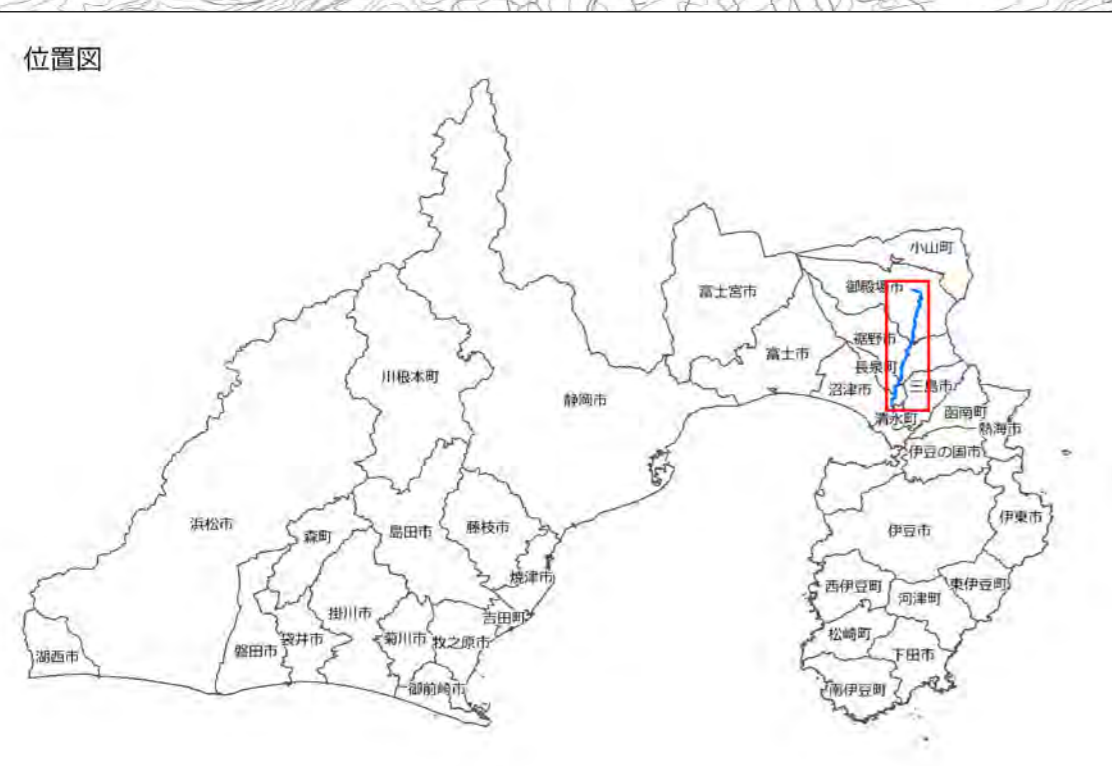 位置図
小山町
御殿場市
富士宮市
裾野市
富士市
長泉町
川根本町
沼津市
三島市
静岡市
清水町
函南町
熱海市
伊豆の国市
浜松市
森町
島田市
藤枝市
伊豆市
伊東市
焼津市
西伊豆町
東伊豆町
河津町
掛川市
吉田町
湖西市
磐田市
袋井市
菊川市
牧之原市
松崎町
下田市
御前崎市
南伊豆町